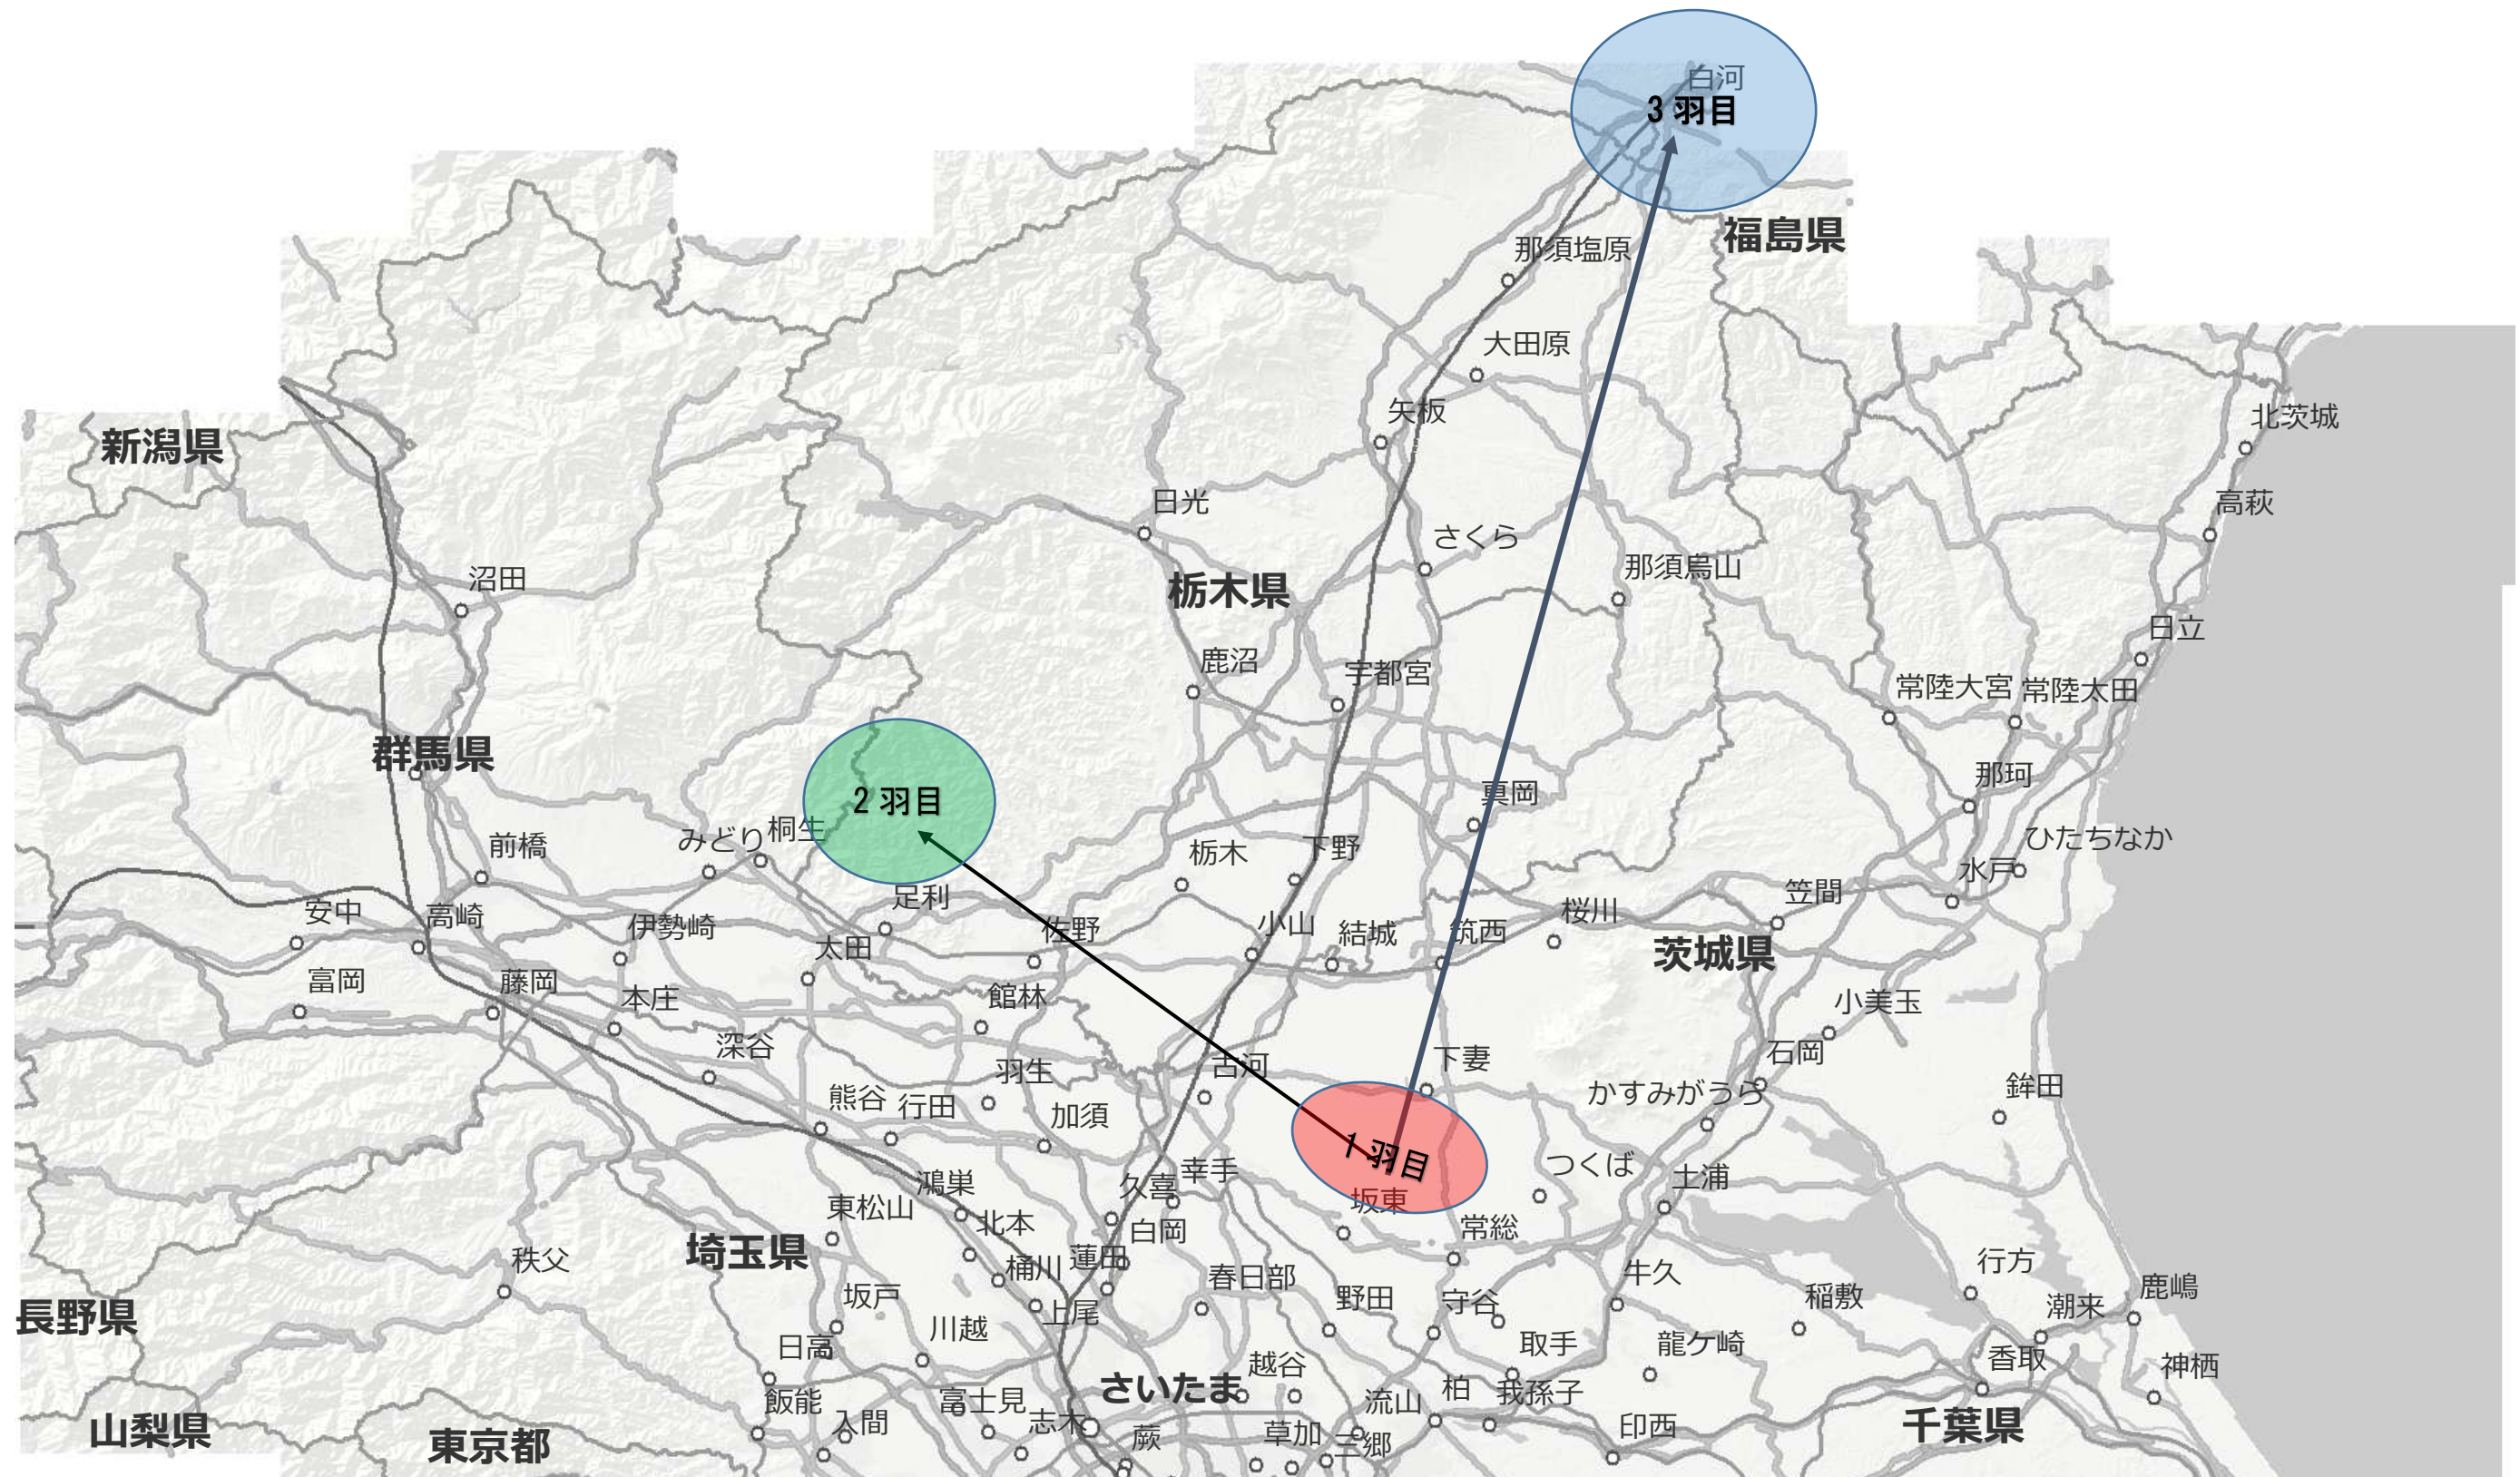 白河
3 羽目
福島県
那須塩原
大田原
矢板
北茨城
新潟県
高萩
日光
さくら
沼田
栃木県
那須烏山
日立
鹿沼
宇都宮
常陸大宮
常陸太田
群馬県
2 羽目
那珂
真岡
みどり
桐生
前橋
栃木
下野
ひたちなか
水戸
笠間
足利
安中
高崎
伊勢崎
太田
佐野
小山
結城
筑西
桜川
茨城県
富岡
藤岡
本庄
館林
小美玉
深谷
羽生
古河
下妻
石岡
かすみがうら
鉾田
熊谷
行田
加須
1 羽目
つくば
土浦
鴻巣
久喜
幸手
坂東
東松山
北本
白岡
常総
埼玉県
秩父
桶川
蓮田
春日部
牛久
行方
鹿嶋
長野県
坂戸
上尾
野田
守谷
稲敷
潮来
日高
川越
取手
龍ケ崎
香取
越谷
神栖
さいたま
飯能
入間
富士見
志木
流山
柏
我孫子
山梨県
東京都
蕨
草加
三郷
印西
千葉県